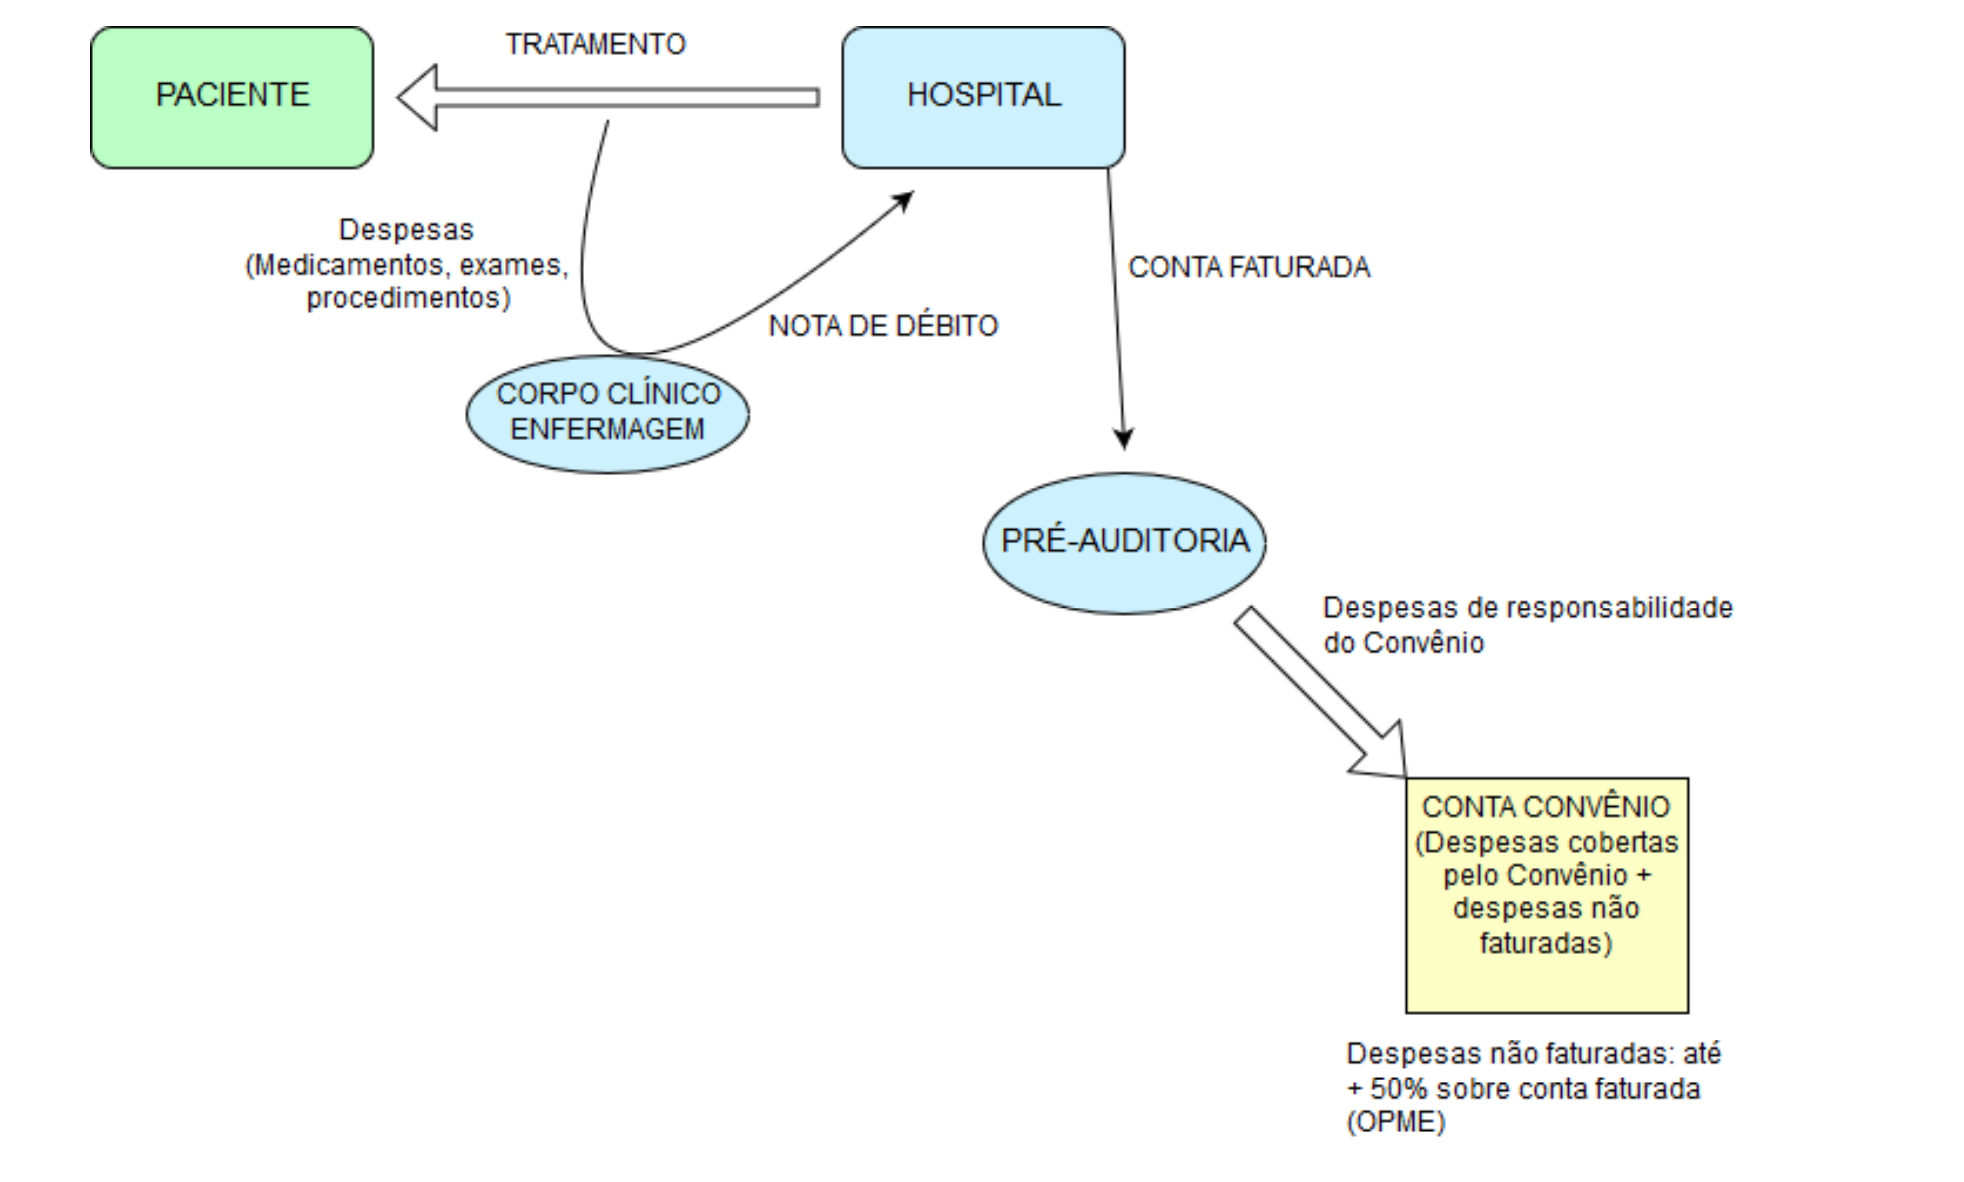 TRATAMENTO
PACIENTE
HOSPITAL
Despesas
(Medicamentos, exames,
procedimentos)
CONTA FATURADA
NOTA DE DÉBITO
CORPO CLÍNICO
ENFERMAGEM
PRÉ-AUDITORIA
Despesas de responsabilidade
do Convênio
CONTA CONVÊNIO
(Despesas cobertas
pelo Convênio +
despesas não
faturadas)
Despesas não faturadas: até
+ 50% sobre conta faturada
(OPME)